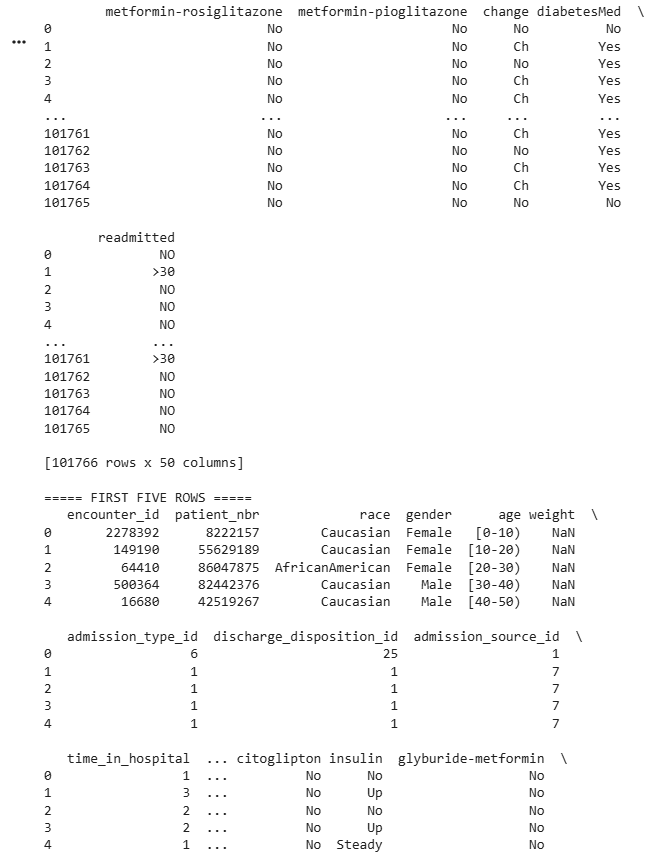 metformin-rosiglitazone  metformin-pioglitazone  change diabetesMed  \
0                           No                      No      No          No
...
1                           No                      No      Ch         Yes
2                           No                      No      No         Yes
3                           No                      No      Ch         Yes
4                           No                      No      Ch         Yes
...                        ...                     ...     ...         ...
101761                      No                      No      Ch         Yes
101762                      No                      No      No         Yes
101763                      No                      No      Ch         Yes
101764                      No                      No      Ch         Yes
101765                      No                      No      No          No
       readmitted
0              NO
1             >30
2              NO
3              NO
4              NO
...           ...
101761        >30
101762         NO
101763         NO
101764         NO
101765         NO
[101766 rows x 50 columns]
===== FIRST FIVE ROWS =====
   encounter_id  patient_nbr             race  gender      age weight  \
0       2278392      8222157        Caucasian  Female   [0-10)    NaN
1        149190     55629189        Caucasian  Female  [10-20)    NaN
2         64410     86047875  AfricanAmerican  Female  [20-30)    NaN
3        500364     82442376        Caucasian    Male  [30-40)    NaN
4         16680     42519267        Caucasian    Male  [40-50)    NaN
   admission_type_id  discharge_disposition_id  admission_source_id  \
0                  6                        25                    1
1                  1                         1                    7
2                  1                         1                    7
3                  1                         1                    7
4                  1                         1                    7
   time_in_hospital  ... citoglipton insulin  glyburide-metformin  \
0                 1  ...          No      No                   No
1                 3  ...          No      Up                   No
2                 2  ...          No      No                   No
3                 2  ...          No      Up                   No
4                 1  ...          No  Steady                   No